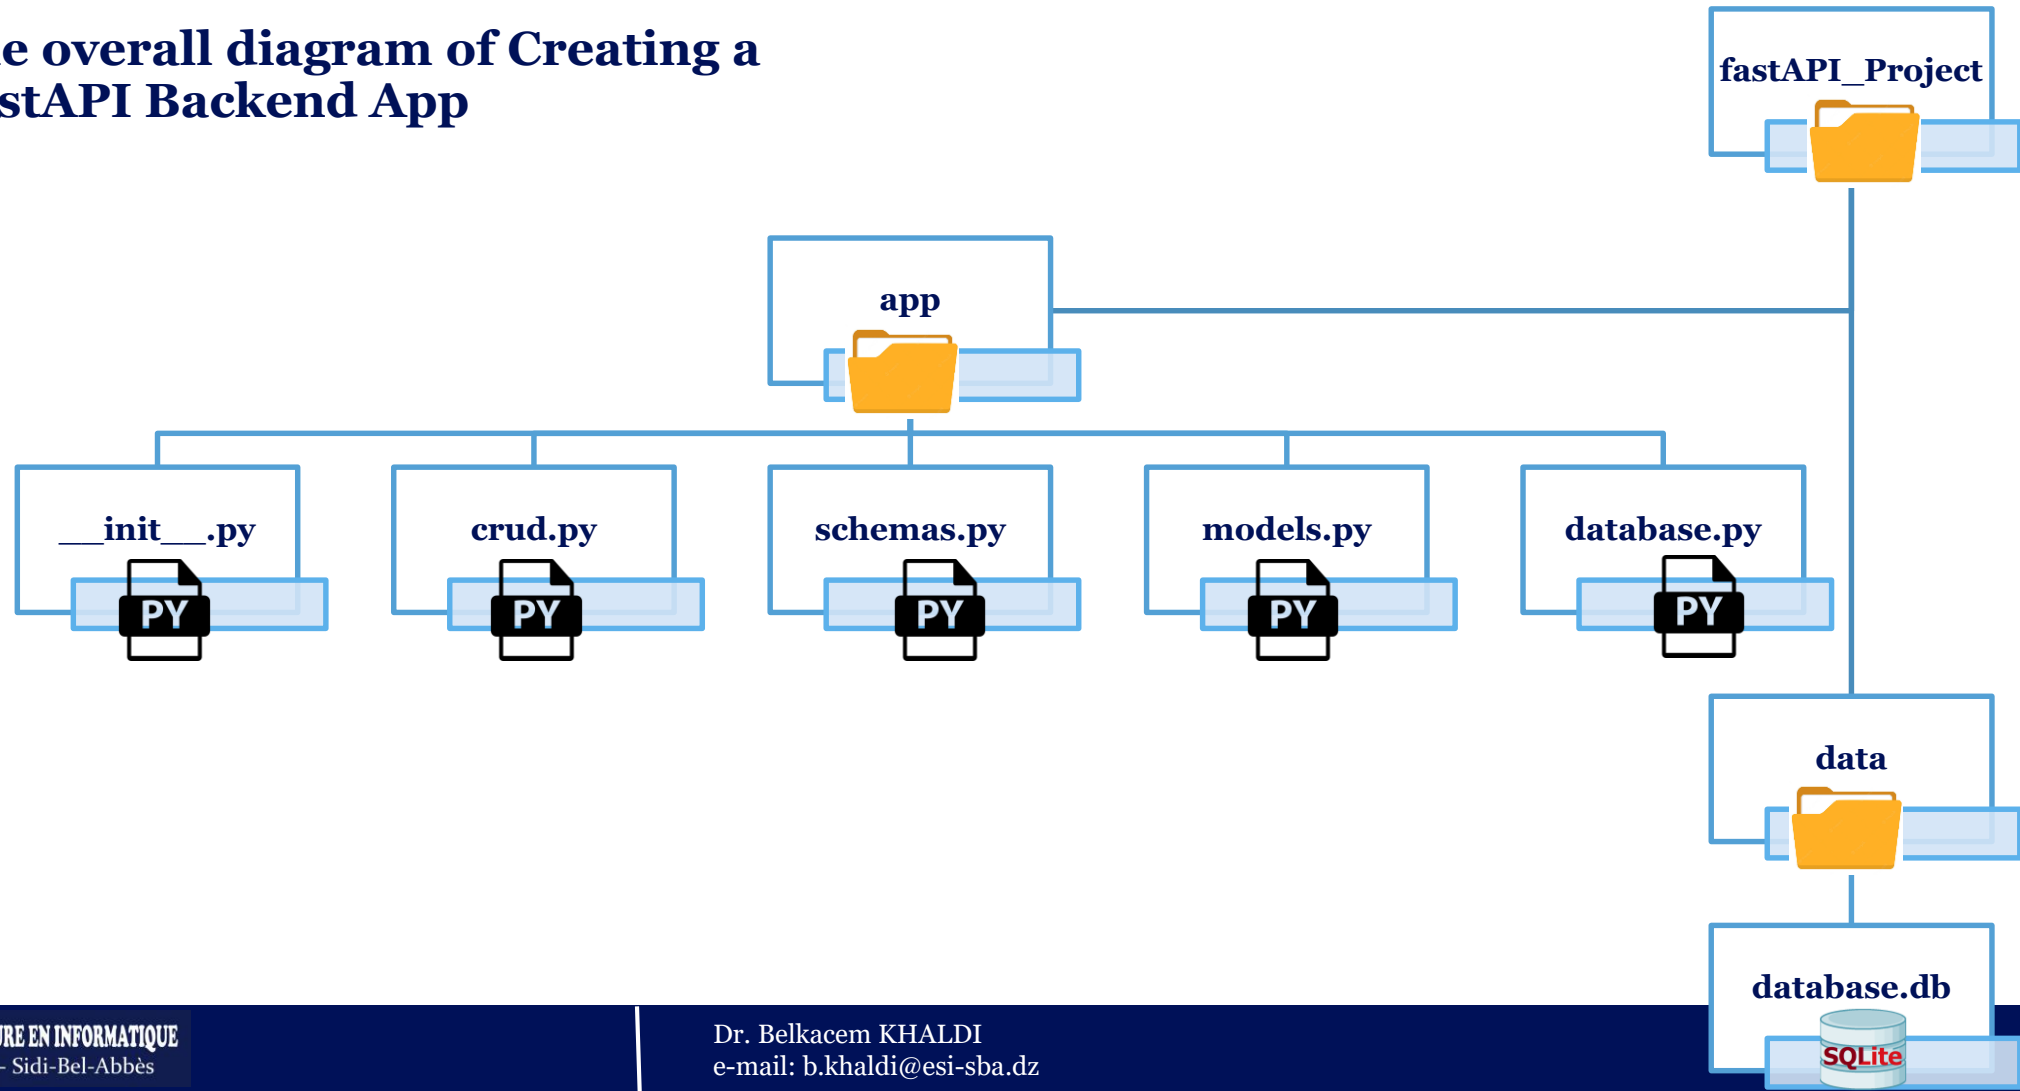 e overall diagram of Creating a
stAPI Backend App
fastAPI_Project
app
__init__.py
crud.py
schemas.py
models.py
database.py
PY
PY
PY
PY
PY
data
database.db
SQLite
URE EN INFORMATIQUE
- Sidi-Bel-Abbès
Dr. Belkacem KHALDI
e-mail: b.khaldi@esi-sba.dz